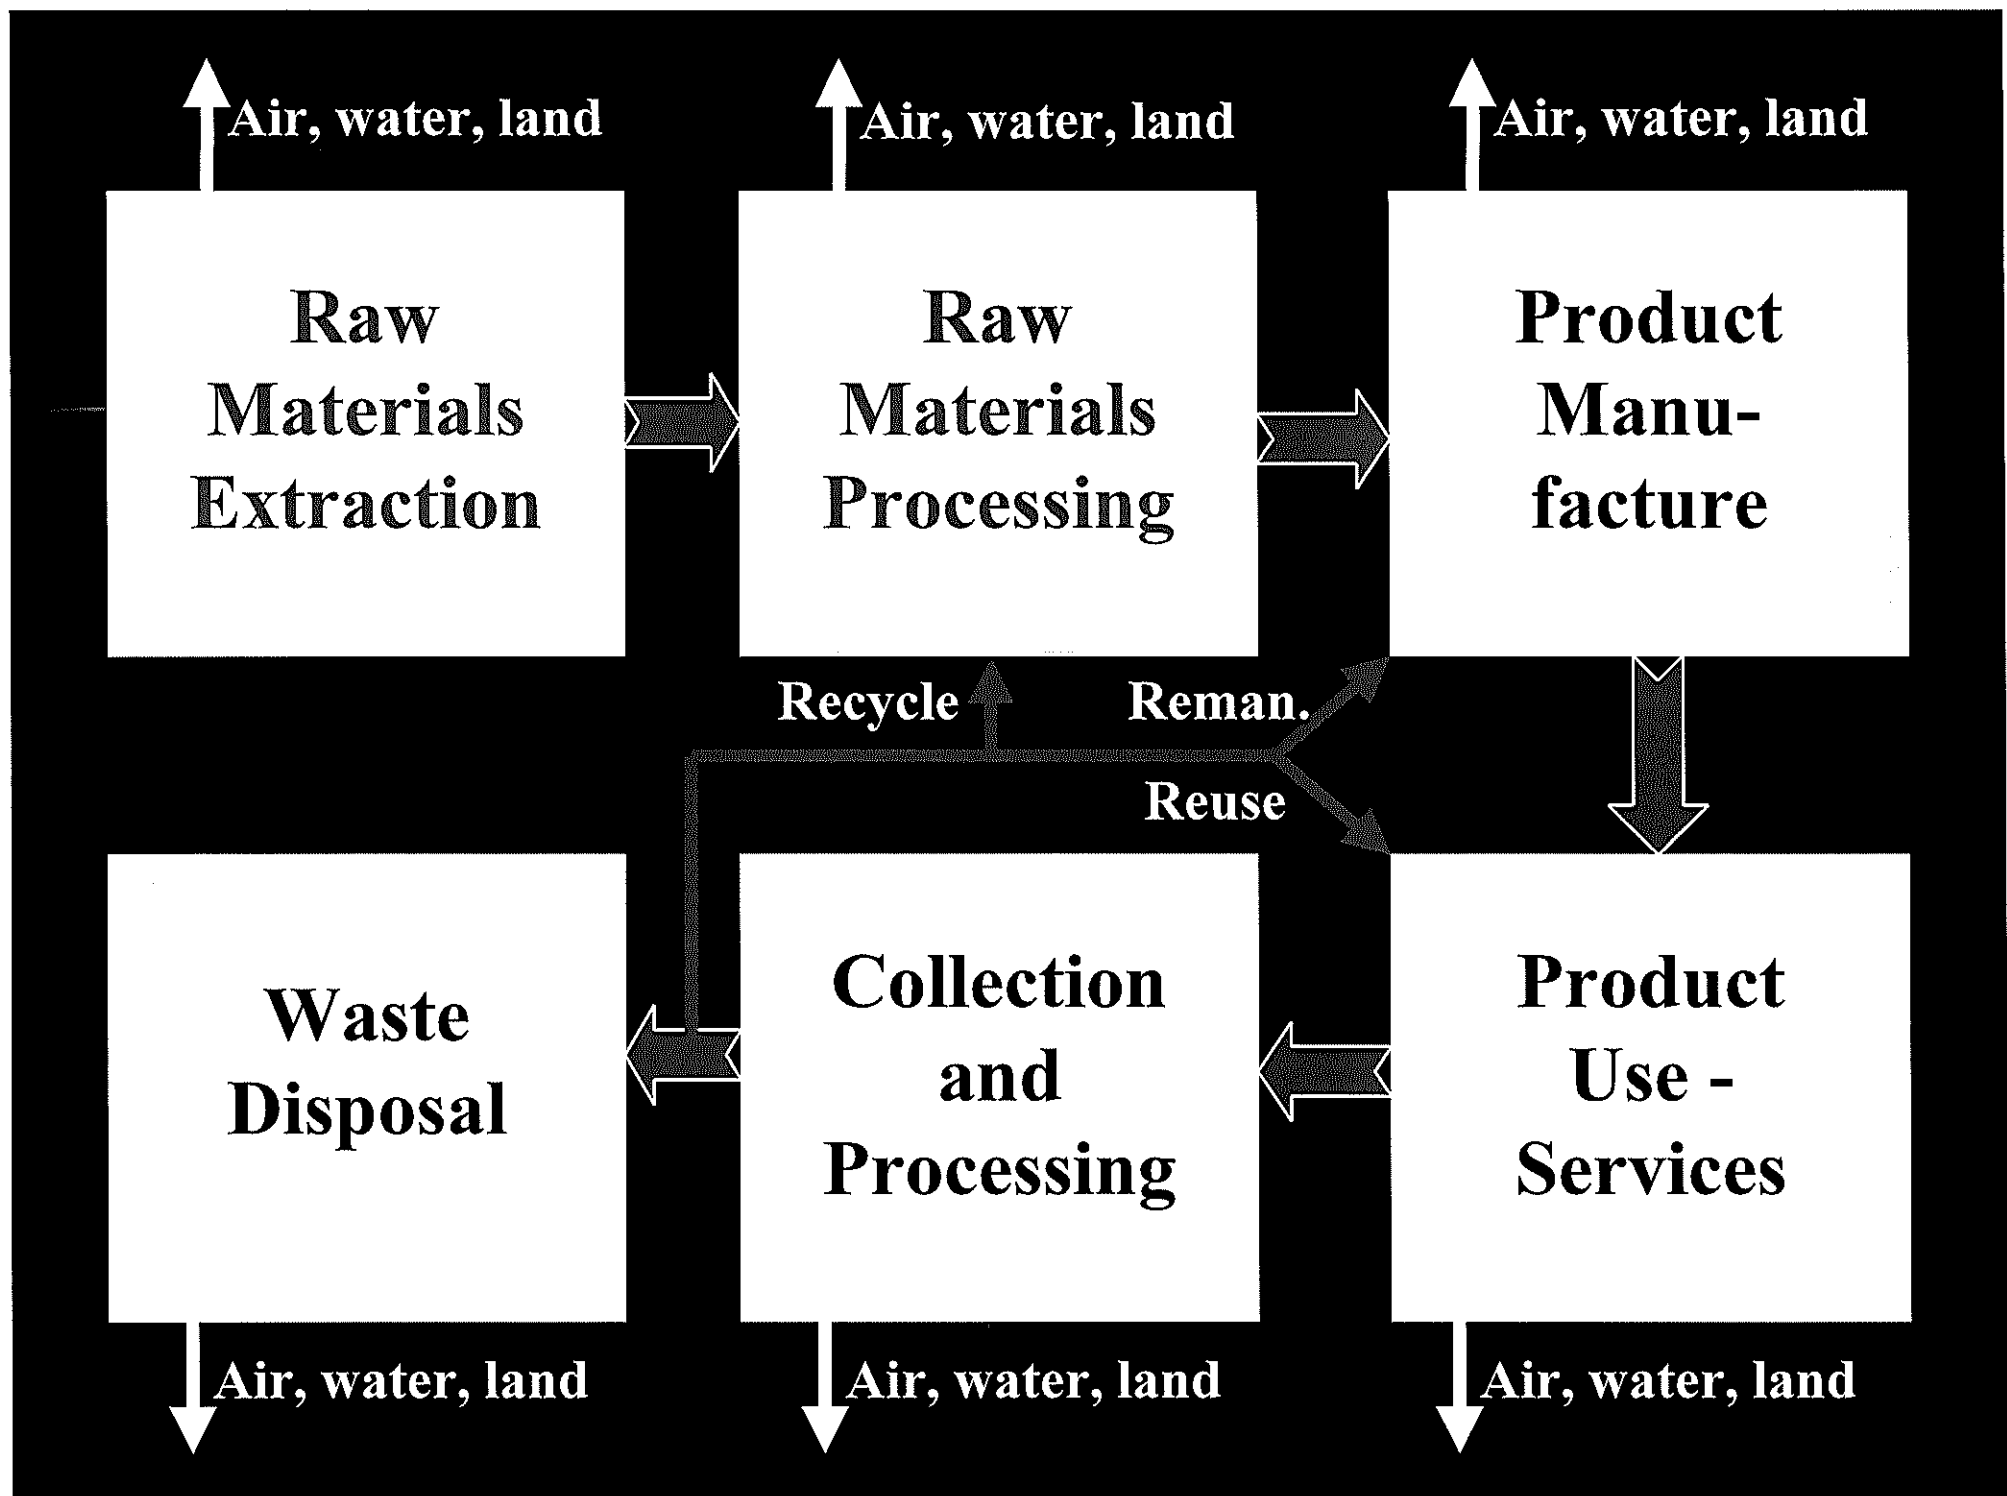 Air, water, land
Air, water, land
Air, water, land
Raw
Materials
Extraction
Raw
Materials
Processing
Product
Manu-
facture
Recycle
Reman.
Reuse
Waste
Disposal
Collection
and
Processing
Product
Use -
Services
Air, water, land
Air, water, land
Air, water, land